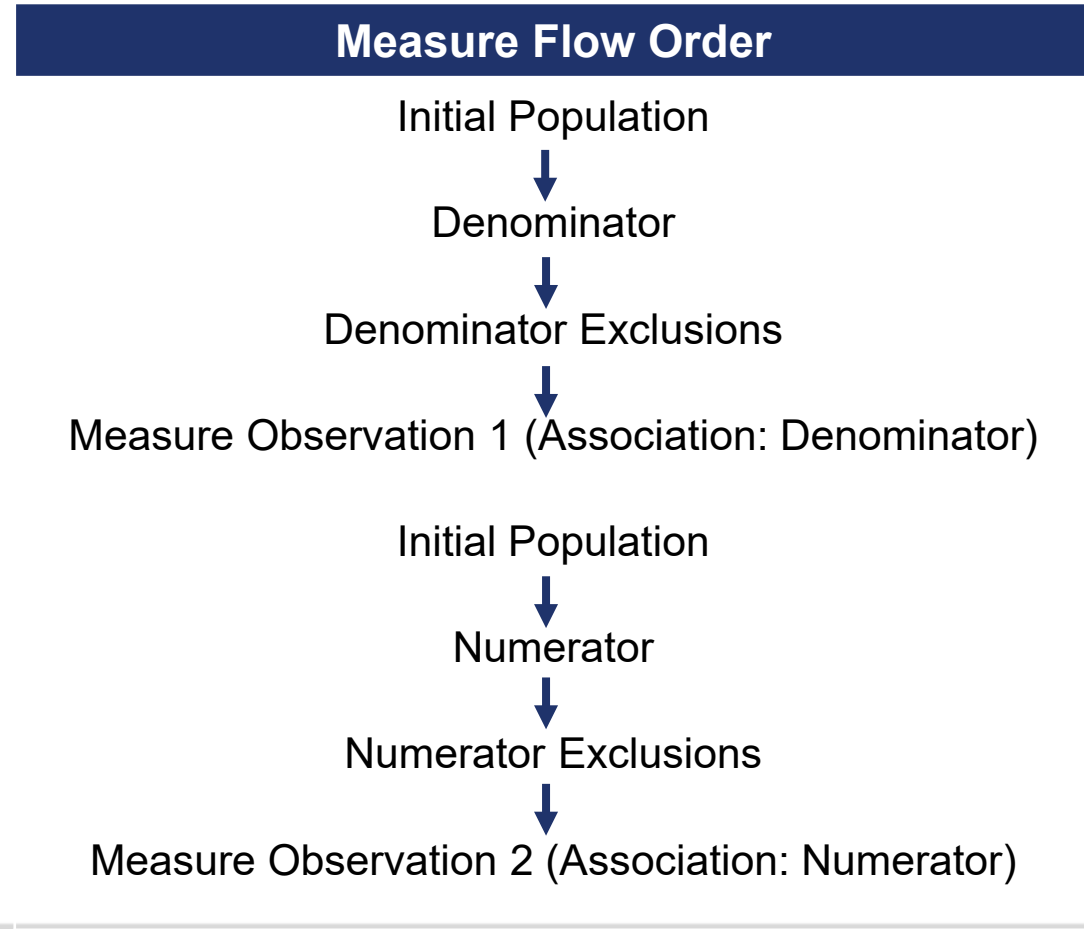 Measure Flow Order
Initial Population
Denominator
Denominator Exclusions
Measure Observation 1 (Association: Denominator)
Initial Population
Numerator
Numerator Exclusions
Measure Observation 2 (Association: Numerator)